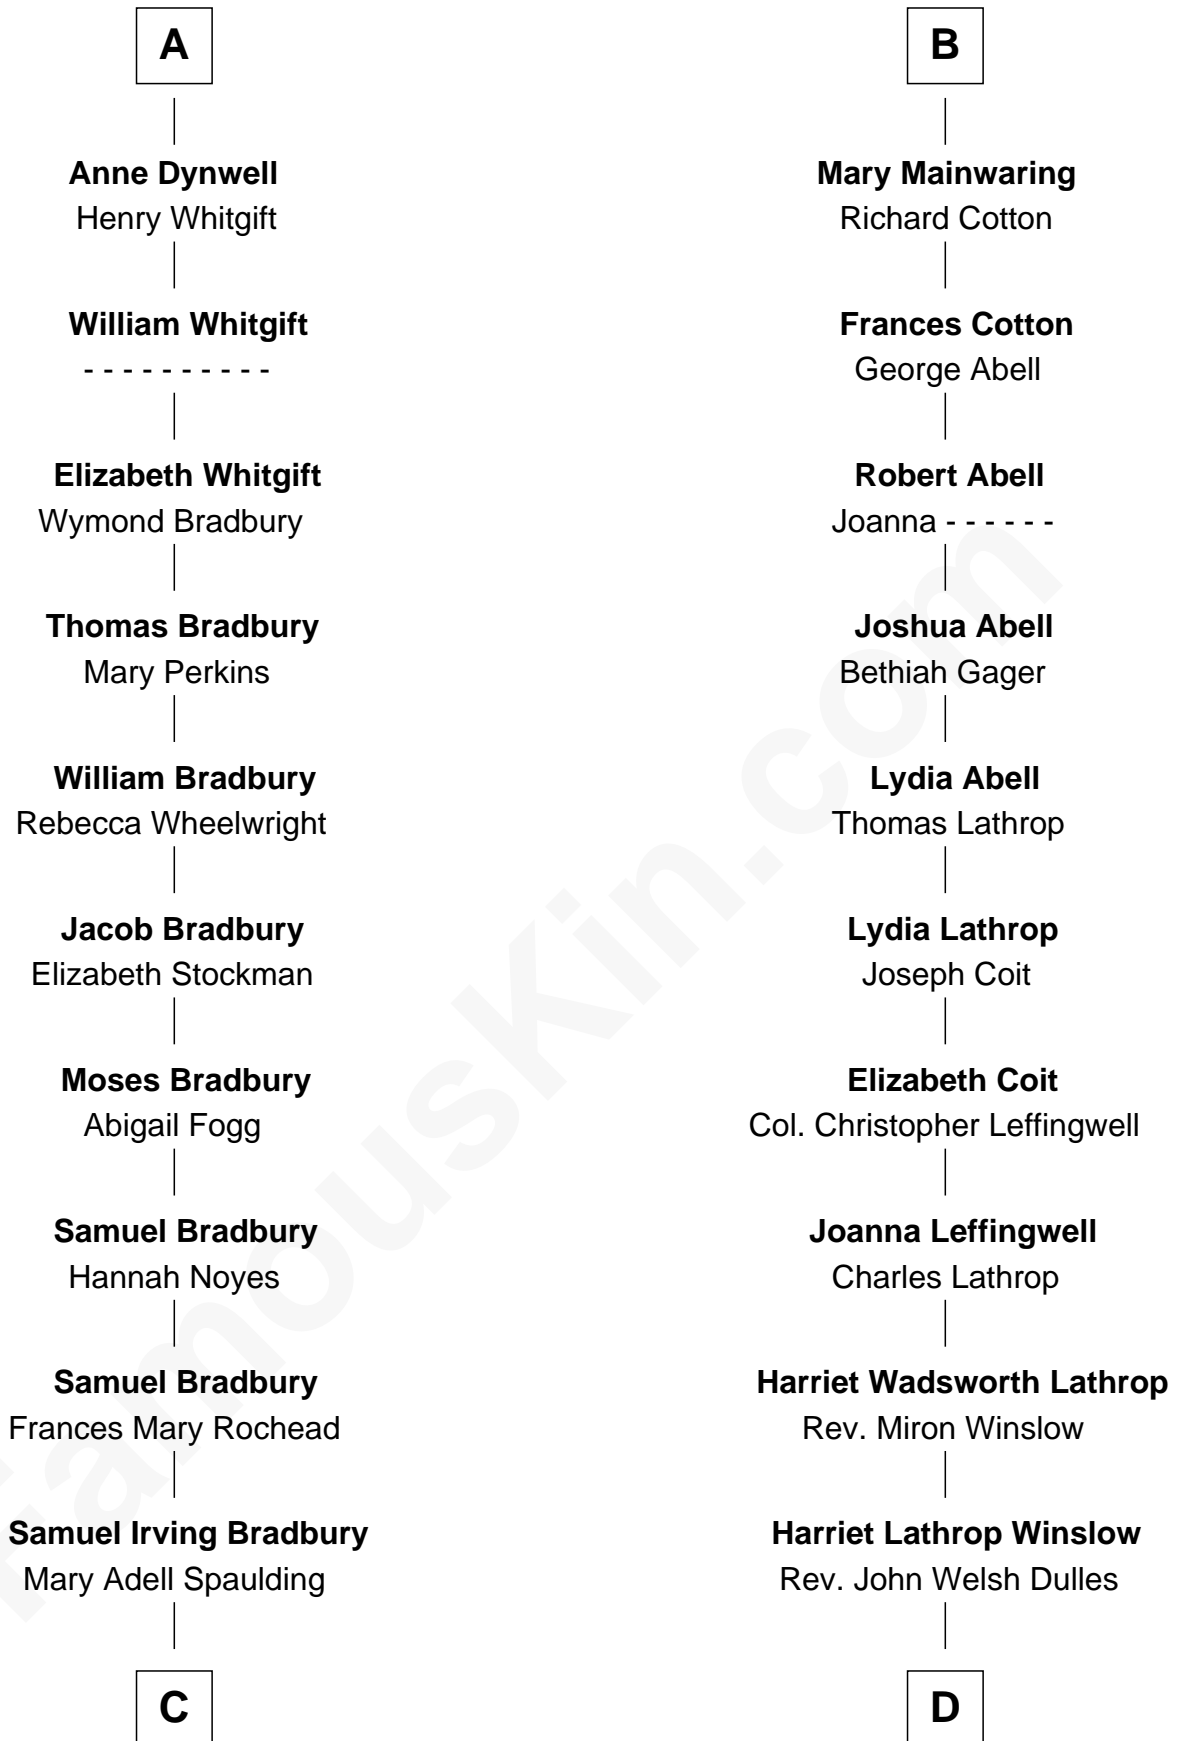 A
Anne Dynwell
Henry Whitgift
William Whitgift
- - - - - - - - - -
Elizabeth Whitgift
Wymond Bradbury
Thomas Bradbury
Mary Perkins
William Bradbury
Rebecca Wheelwright
Jacob Bradbury
Elizabeth Stockman
Moses Bradbury
Abigail Fogg
Samuel Bradbury
Hannah Noyes
Samuel Bradbury
Frances Mary Rochead
Samuel Irving Bradbury
Mary Adell Spaulding
C
B
Mary Mainwaring
Richard Cotton
Frances Cotton
George Abell
Robert Abell
Joanna - - - - - -
Joshua Abell
Bethiah Gager
Lydia Abell
Thomas Lathrop
Lydia Lathrop
Joseph Coit
Elizabeth Coit
Col. Christopher Leffingwell
Joanna Leffingwell
Charles Lathrop
Harriet Wadsworth Lathrop
Rev. Miron Winslow
Harriet Lathrop Winslow
Rev. John Welsh Dulles
D
FamousKin.com